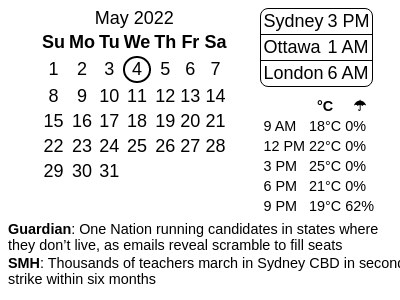 May 2022
Su Mo Tu We Th Fr Sa
1 2 3 4 5 6 7
8 9 10 11 12 13 14
15 16 17 18 19 20 21
22 23 24 25 26 27 28
29 30 31
Sydney 3 PM
Ottawa 1 AM
London 6 AM
°C ☂
9 AM 18°C 0%
12 PM 22°C 0%
3 PM 25°C 0%
6 PM 21°C 0%
9 PM 19°C 62%
Guardian: One Nation running candidates in states where
they don’t live, as emails reveal scramble to fill seats
SMH: Thousands of teachers march in Sydney CBD in secon
strike within six months